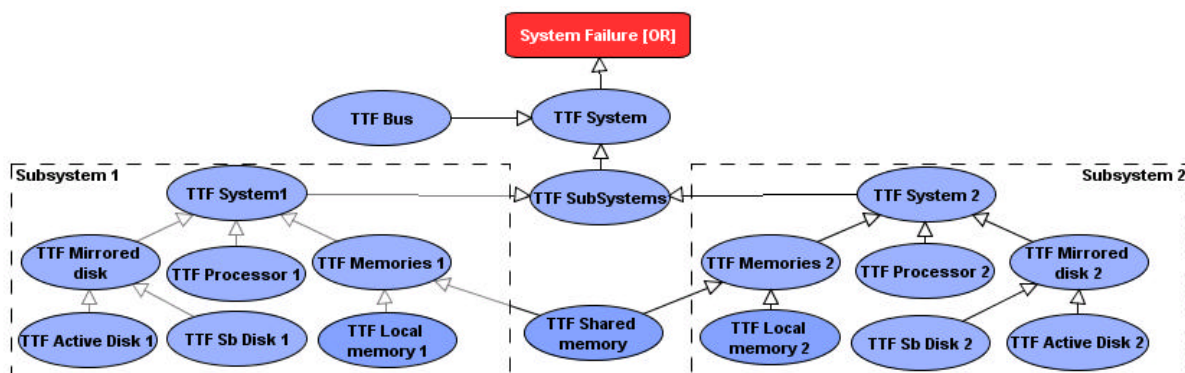 System Failure [OR]
TTF Bus
TTF System
Subsystem 1
Subsystem 2
TTF System1
TTF SubSystems
TTF System 2
TTF Mirrored
disk
TTF Processor 1
TTF Memories 1
TTF Memories 2
TTF Processor 2
TTF Mirrored
disk 2
TTF Active Disk 1
TTF Sb Disk 1
TTF Local
memory 1
TTF Shared
memory
TTF Local
memory 2
TTF Sb Disk 2
TTF Active Disk 2